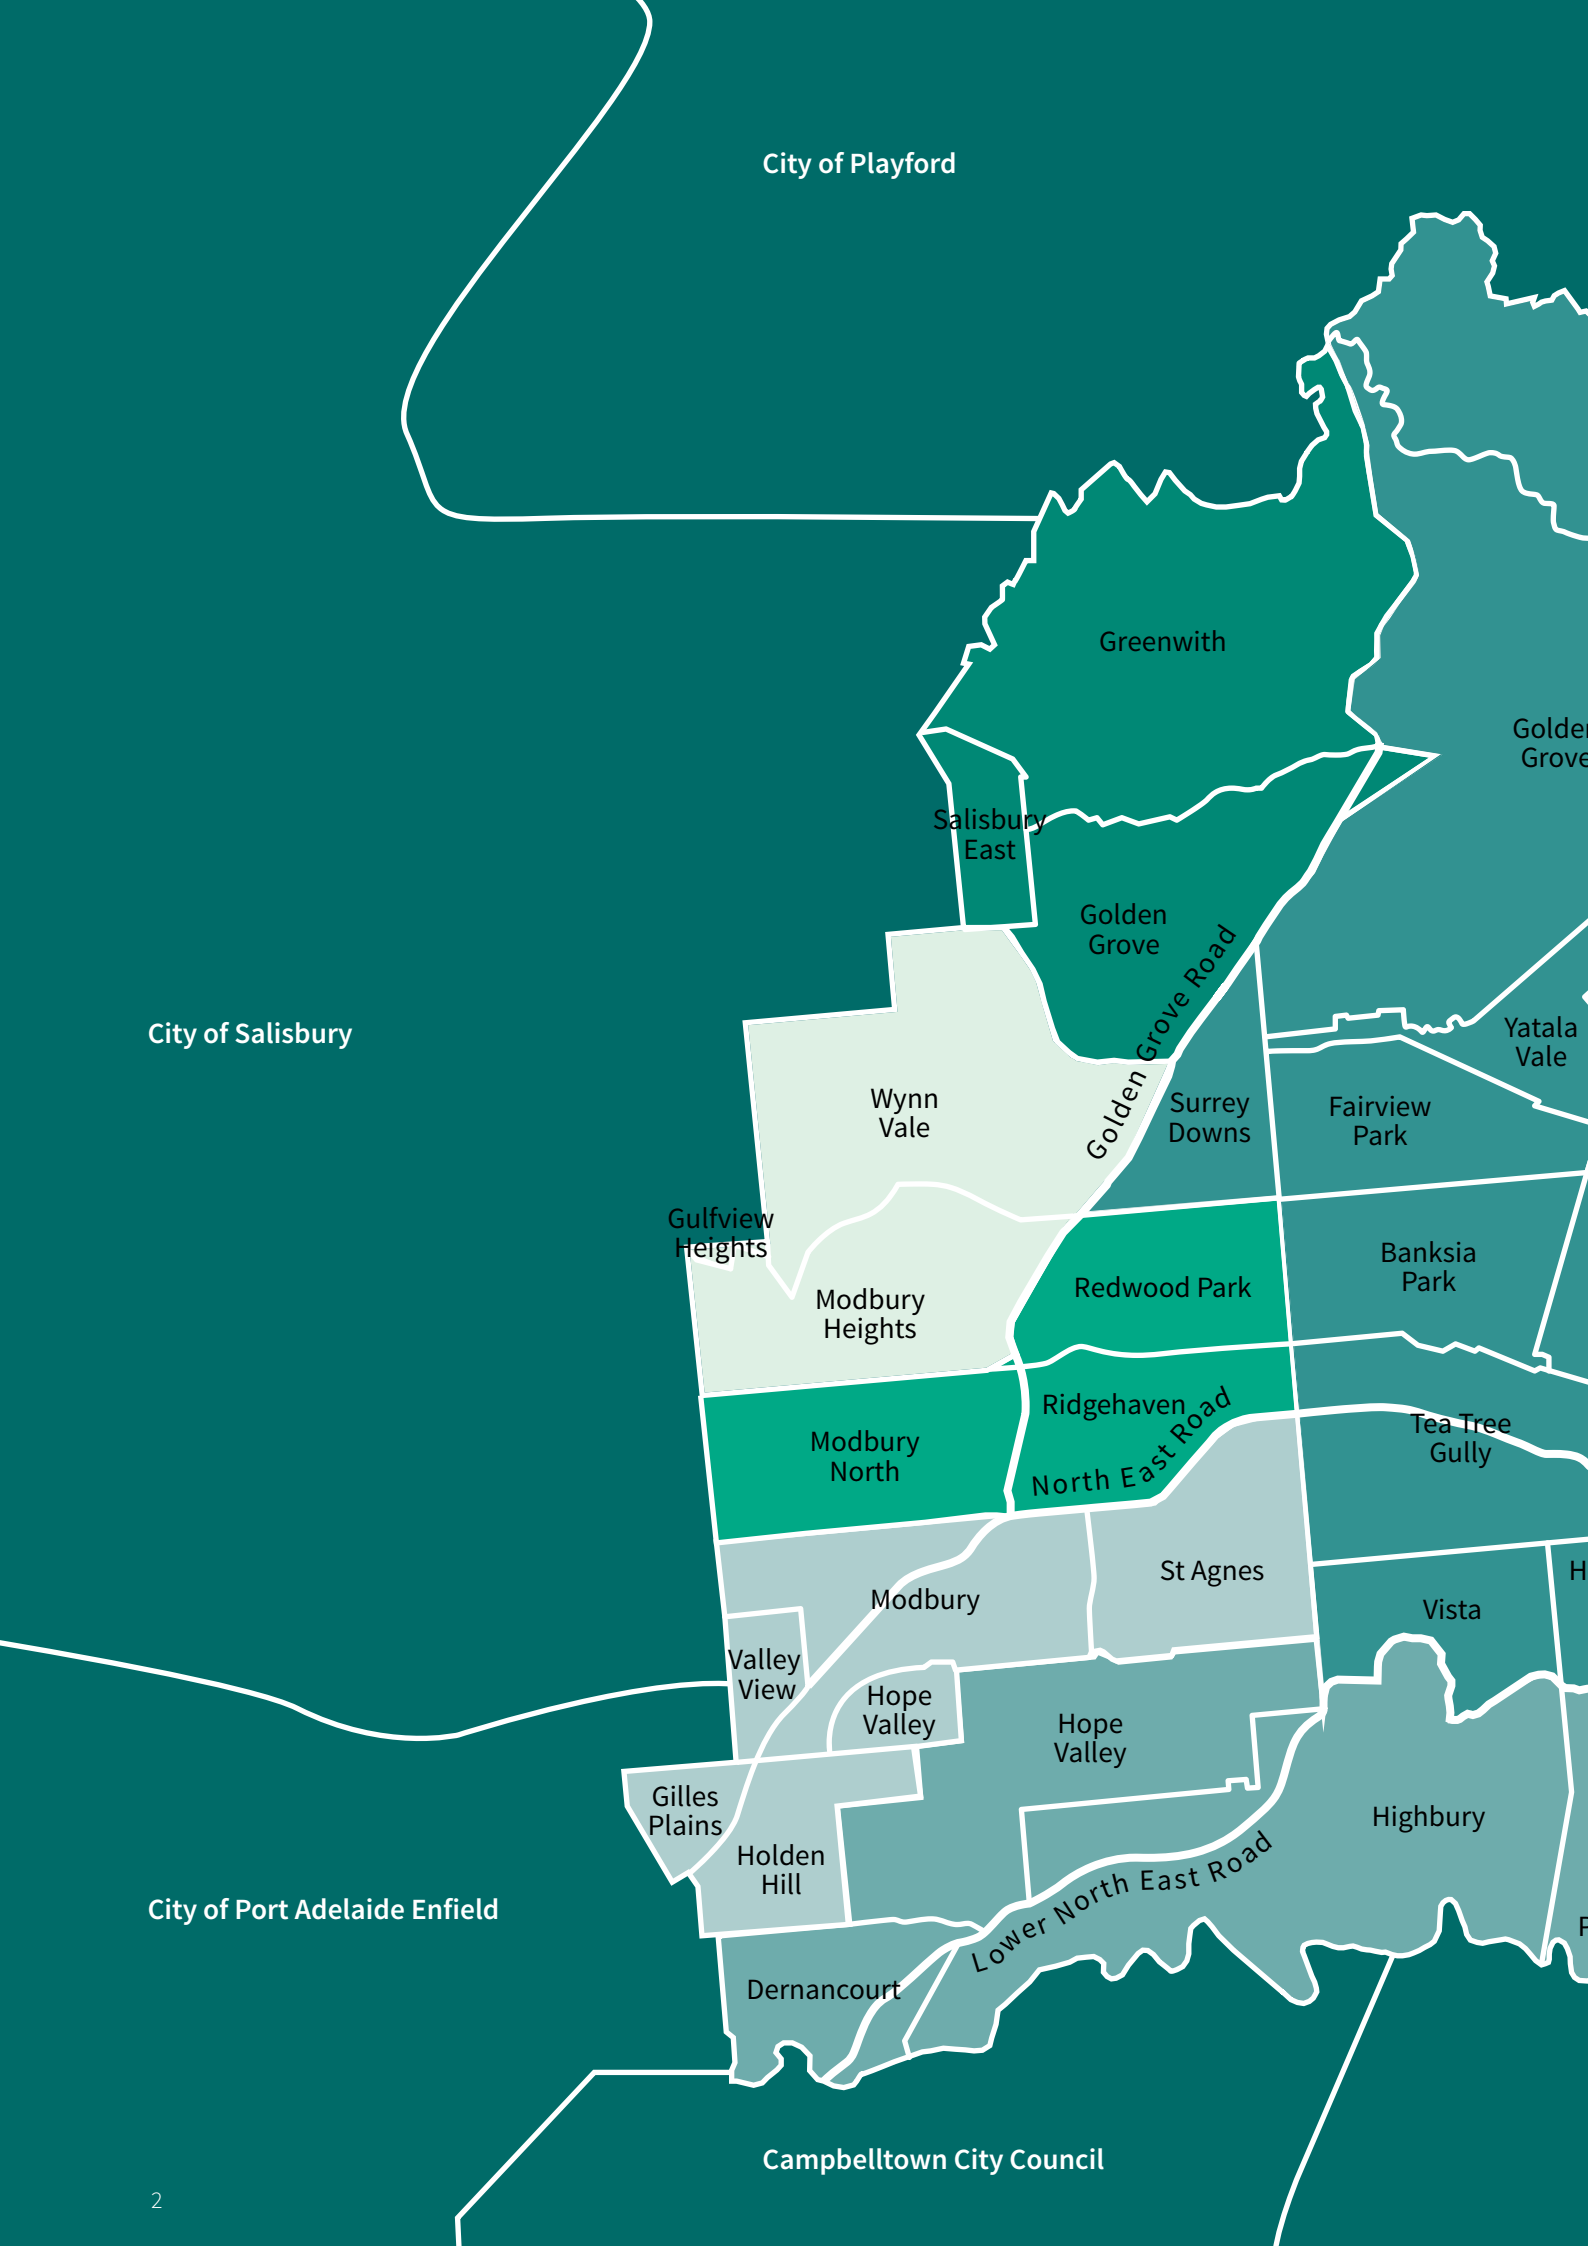 City of Playford
Greenwith
Golden
Grove
Salisbury
East
Golden
Grove
Golden Grove Road
City of Salisbury
Yatala
Vale
Wynn
Vale
Surrey
Downs
Fairview
Park
Gulfview
Heights
Banksia
Park
Redwood Park
Modbury
Heights
Ridgehaven
North East Road
Tea Tree
Gully
Modbury
North
St Agnes
H
Modbury
Vista
Valley
View
Hope
Valley
Hope
Valley
Gilles
Plains
Highbury
Holden
Hill
Lower North East Road
City of Port Adelaide Enfield
Dernancourt
Campbelltown City Council
2